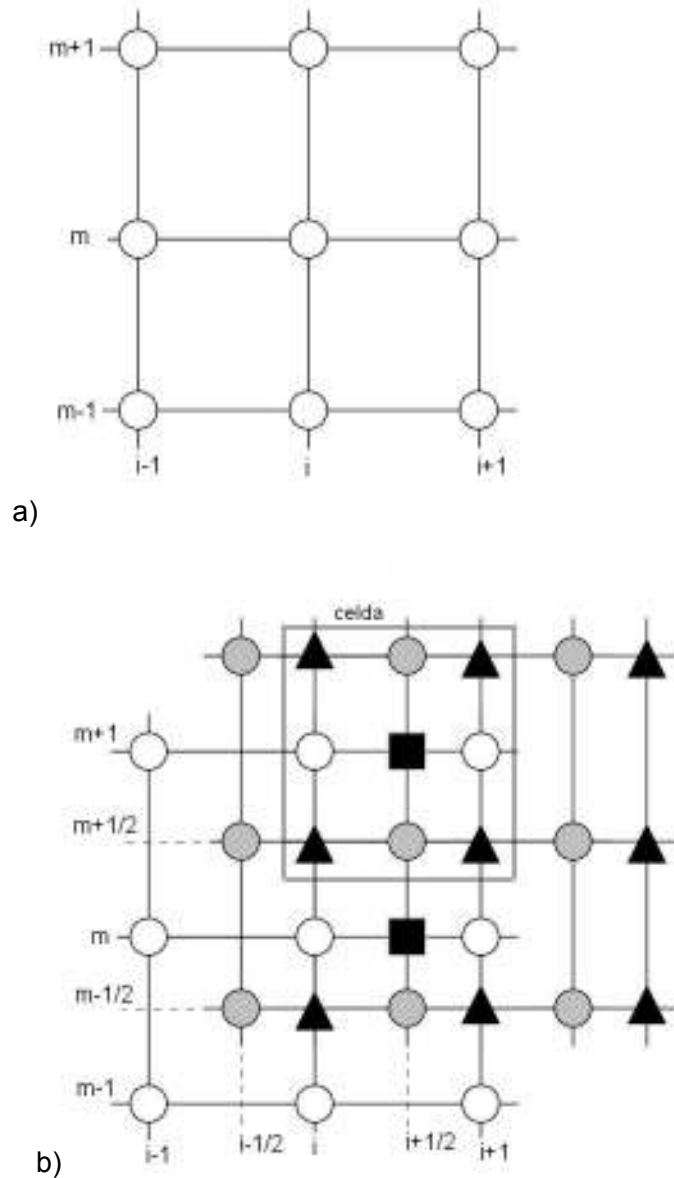 m+1
m
m-1
i-1 i i+1
a)
celda
m+1
m+1/2
m
m-1/2
m-1
i-1 i-1/2 i i+1/2 i+1
b)